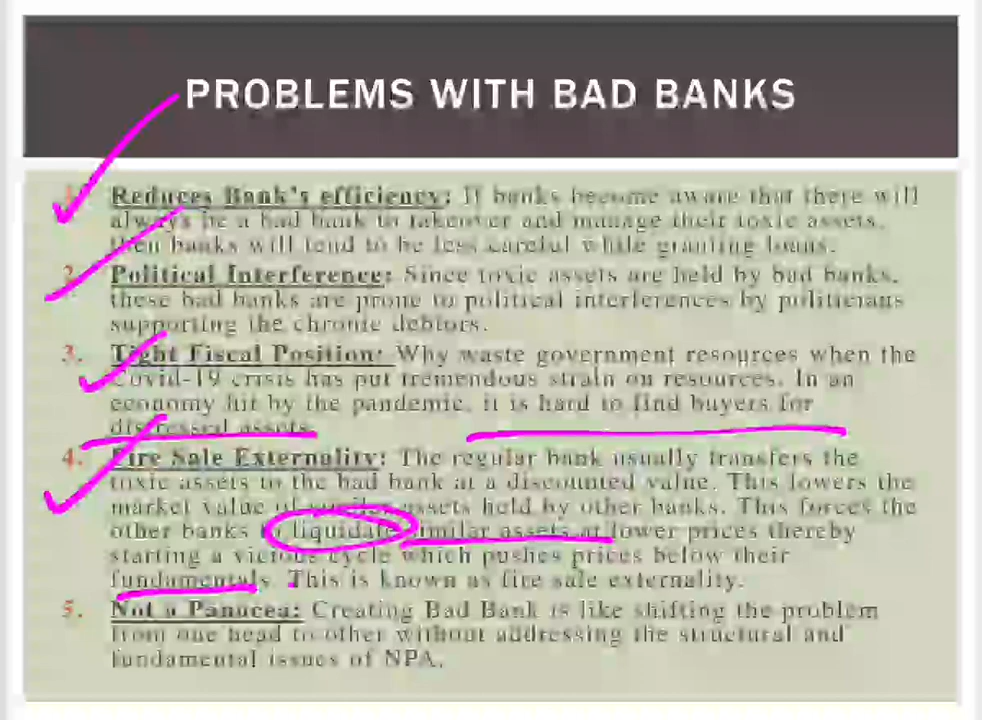 PROBLEMS WITH BAD BANKS
1. Reduces Bank's efficiency: If banks become aware that there will
always be a bad bank to takeover and manage their toxic assets,
then banks will tend to be less careful while granting loans.
2. Political Interference: Since toxic assets are held by bad banks,
these bad banks are prone to political interferences by politicians
supporting the chronic debtors.
3. Tight Fiscal Position: Why waste government resources when the
Covid-19 crisis has put tremendous strain on resources. In an
economy hit by the pandemic, it is hard to find buyers for
distressed assets.
4. Fire Sale Externality: The regular bank usually transfers the
toxic assets to the bad bank at a discounted value. This lowers the
market value of similar assets held by other banks. This forces the
other banks to liquidate similar assets at lower prices thereby
starting a vicious cycle which pushes prices below their
fundamentals. This is known as fire sale externality.
5. Not a Panacea: Creating Bad Bank is like shifting the problem
from one head to other without addressing the structural and
fundamental issues of NPA.